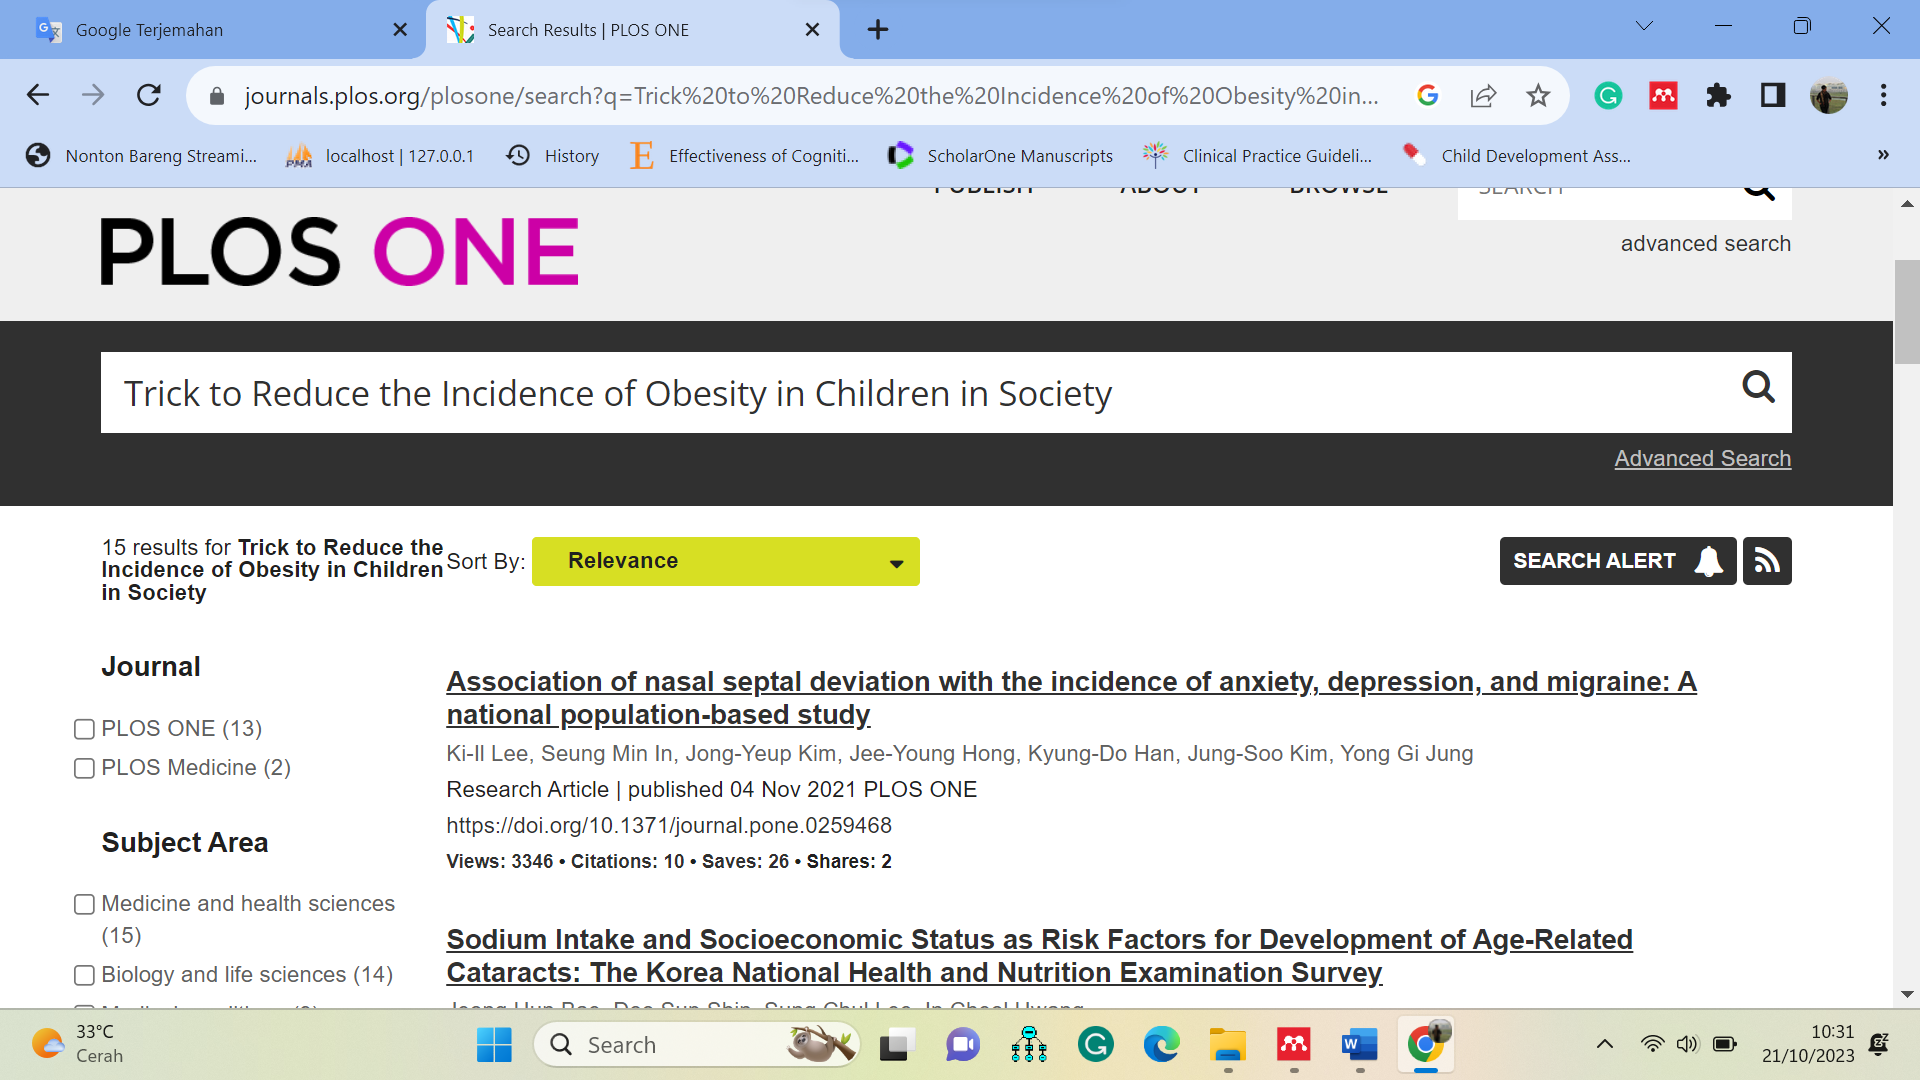 Google Terjemahan
Search Results | PLOS ONE
journals.plos.org/plosone/search?q=Trick%20to%20Reduce%20the%20Incidence%20of%20Obesity%20in...
Nonton Bareng Streami...
localhost | 127.0.0.1
History
Effectiveness of Cogniti...
ScholarOne Manuscripts
Clinical Practice Guideli...
Child Development Ass...
»
PUBLISH
ABOUT
BROWSE
SEARCH
PLOS ONE
advanced search
Trick to Reduce the Incidence of Obesity in Children in Society
Advanced Search
15 results for Trick to Reduce the
Incidence of Obesity in Children
in Society
Sort By:
Relevance
SEARCH ALERT
Journal
PLOS ONE (13)
PLOS Medicine (2)
Subject Area
Medicine and health sciences
(15)
Biology and life sciences (14)
Association of nasal septal deviation with the incidence of anxiety, depression, and migraine: A
national population-based study
Ki-Il Lee, Seung Min In, Jong-Yeup Kim, Jee-Young Hong, Kyung-Do Han, Jung-Soo Kim, Yong Gi Jung
Research Article | published 04 Nov 2021 PLOS ONE
https://doi.org/10.1371/journal.pone.0259468
Views: 3346 • Citations: 10 • Saves: 26 • Shares: 2
Sodium Intake and Socioeconomic Status as Risk Factors for Development of Age-Related
Cataracts: The Korea National Health and Nutrition Examination Survey
33°C
Cerah
Search
10:31
21/10/2023